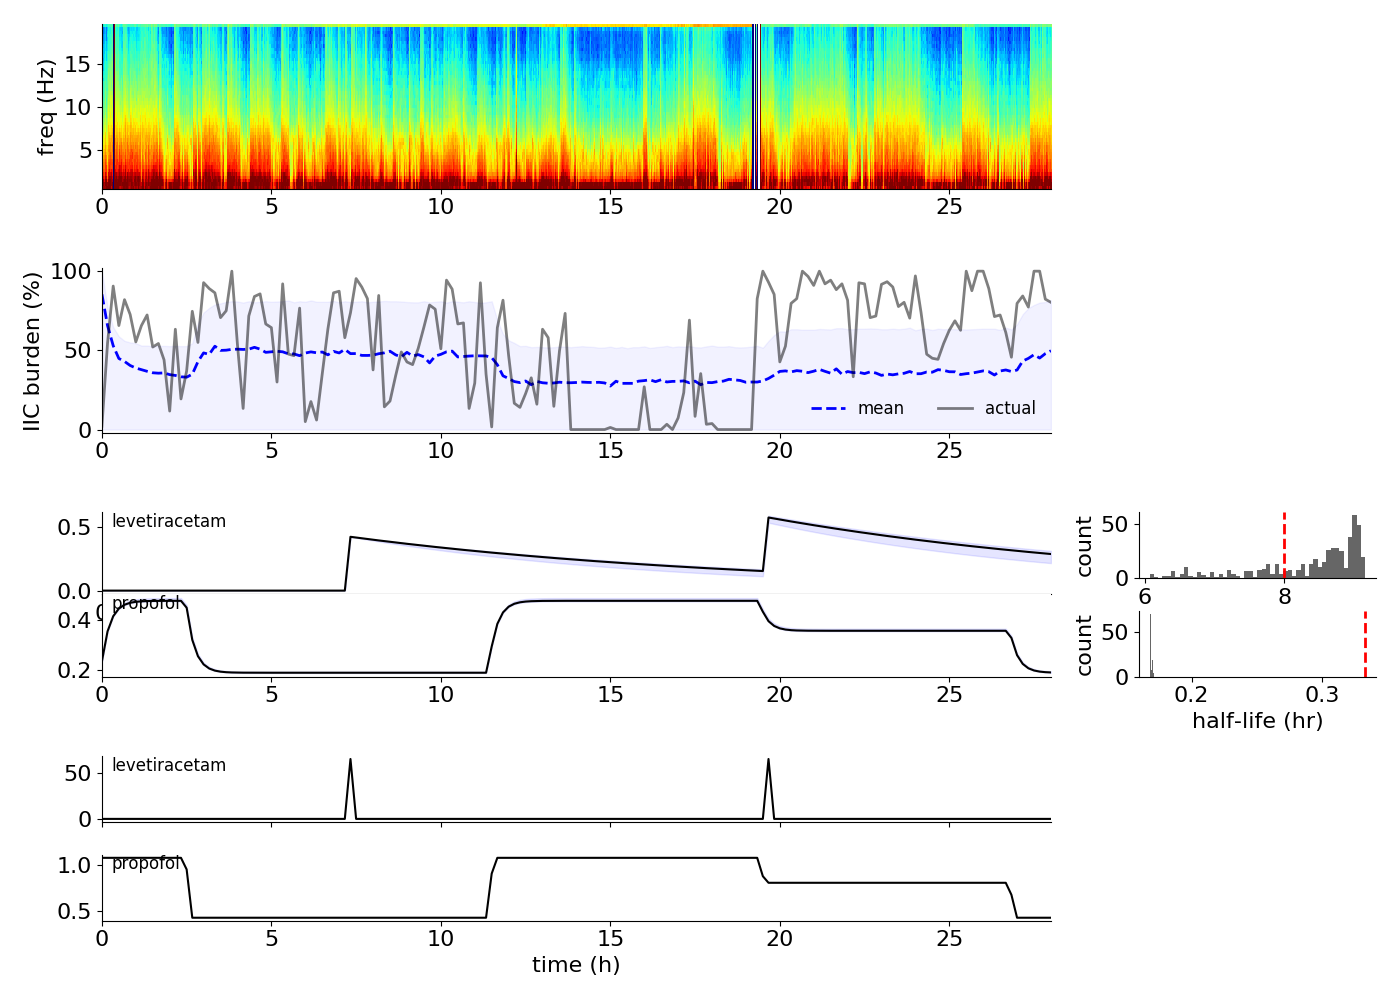 freq (Hz)
15
10
5
0 5 10 15 20 25
IIC burden (%)
100
50
0
mean actual
0 5 10 15 20 25
levetiracetam
0.5
0.0
0
propofol
0.4
0.2
0 5 10 15 20 25
count
50
0
6 8
count
50
0
0.2 0.3
half-life (hr)
levetiracetam
50
0
propofol
1.0
0.5
0 5 10 15 20 25
time (h)